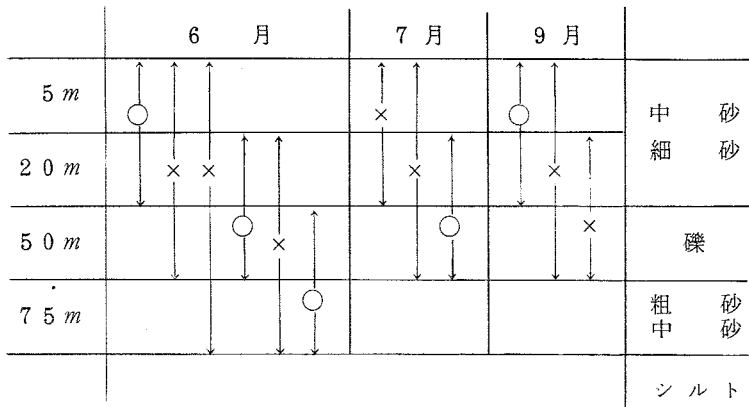 6 月 7 月 9 月
5 m
中 砂
○ × ○
細 砂
20 m × × × ×
50 m ○ × ○ × 礫
75 m ○ 粗 砂
中 砂
シ ル ト